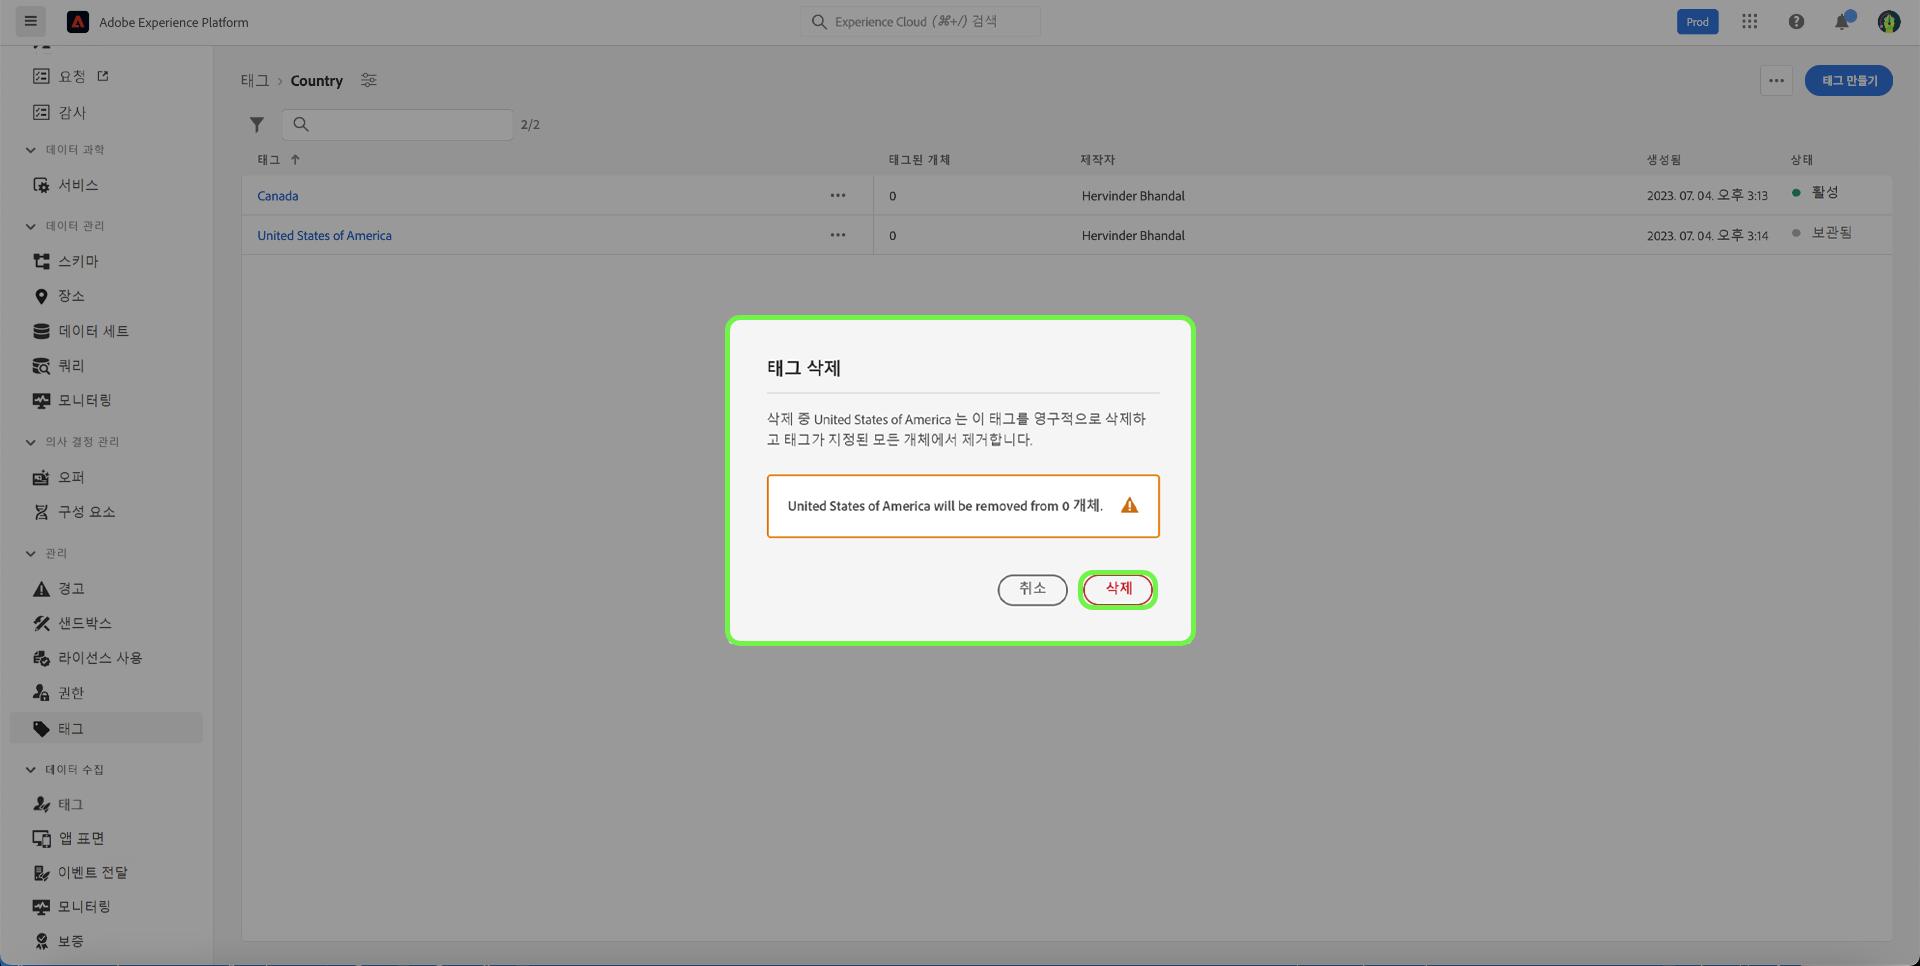 Adobe Experience Platform
Experience Cloud (⌘+/) 검색
Prod
요청
감사
데이터 과학
서비스
데이터 관리
스키마
장소
데이터 세트
쿼리
모니터링
의사 결정 관리
오퍼
구성 요소
관리
경고
샌드박스
라이선스 사용
권한
태그
데이터 수집
태그
앱 표면
이벤트 전달
모니터링
보증
태그 › Country
태그 만들기
2/2
태그 ↑ 태그된 개체 제작자 생성됨 상태
Canada 0 Hervinder Bhandal 2023. 07. 04. 오후 3:13 활성
United States of America 0 Hervinder Bhandal 2023. 07. 04. 오후 3:14 보관됨
태그 삭제
삭제 중 United States of America 는 이 태그를 영구적으로 삭제하
고 태그가 지정된 모든 개체에서 제거합니다.
United States of America will be removed from 0 개체.
취소
삭제